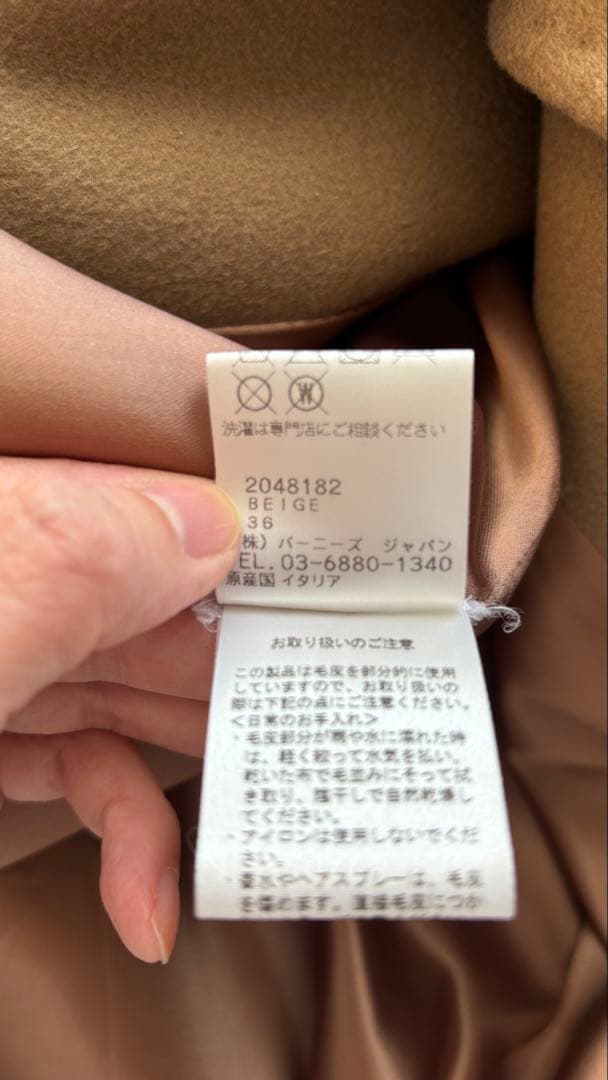 W
洗濯は専門店にご相談ください
2048182
BEIGE
36
株）バーニーズ ジャパン
EL.03-6880-1340
原産国 イタリア
お取り扱いのご注意
この製品は毛皮を部分的に使用
していますので、お取り扱いの
際は下記の点にご注意ください。
＜日常のお手入れ＞
・毛皮部分が雨や水に濡れた時
は、軽く絞って水気を払い、
乾いた布で毛並みにそって拭
き取り、陰干しで自然乾燥し
てください。
・アイロンは使用しないでくだ
さい。
・香水やヘアスプレーは、毛皮
を傷めます。直接毛皮につか